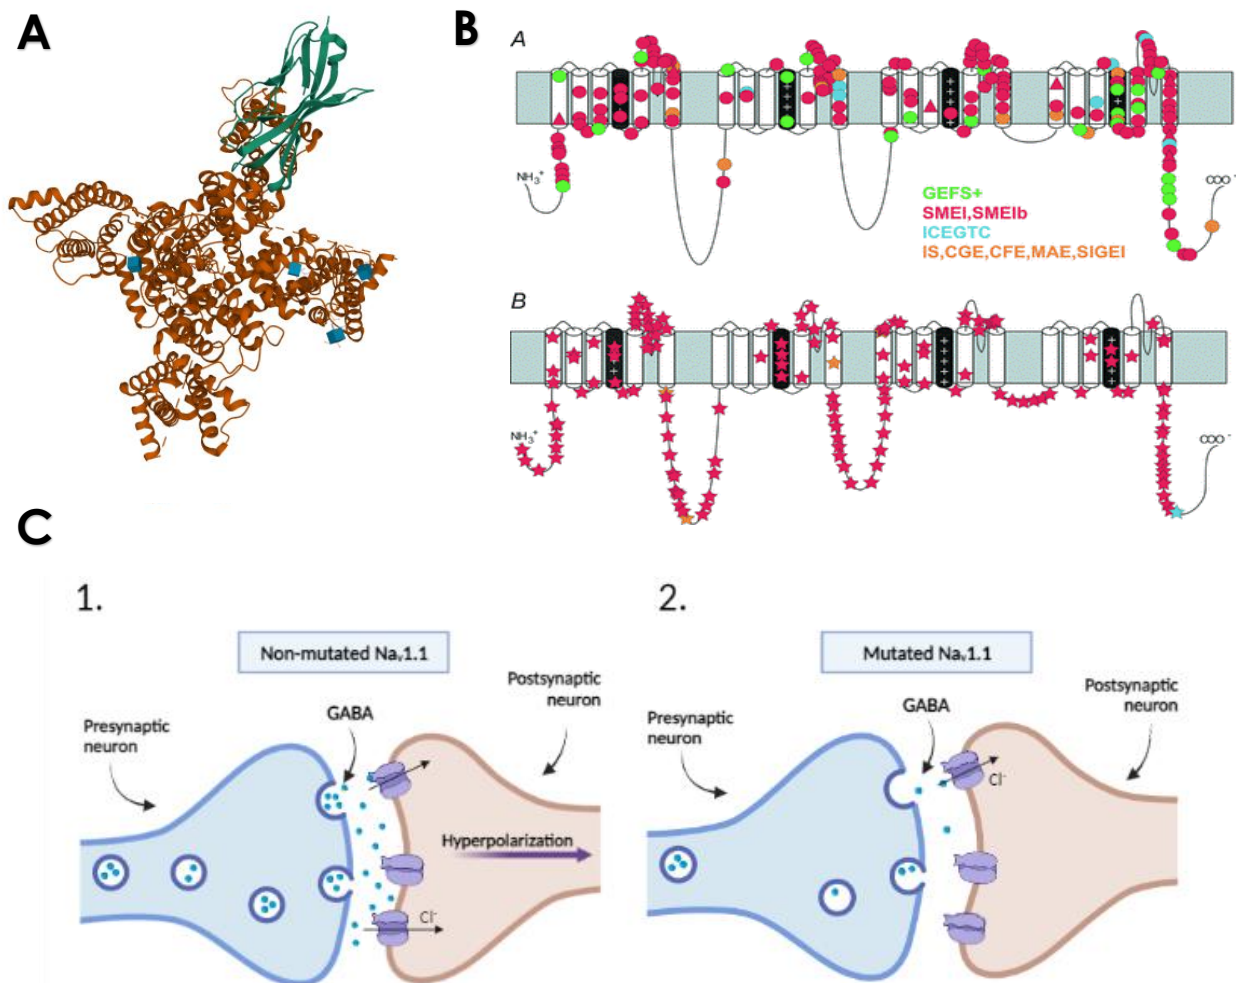 A
B
A
NH₃⁺
COO⁻
GEFS+
SMEI,SMEIb
ICEGTC
IS,CGE,CFE,MAE,SIGEI
B
NH₃⁺
COO⁻
C
1.
Non-mutated Naᵥ1.1
Presynaptic
neuron
GABA
Postsynaptic
neuron
Hyperpolarization
Cl⁻
2.
Mutated Naᵥ1.1
Presynaptic
neuron
GABA
Postsynaptic
neuron
Cl⁻